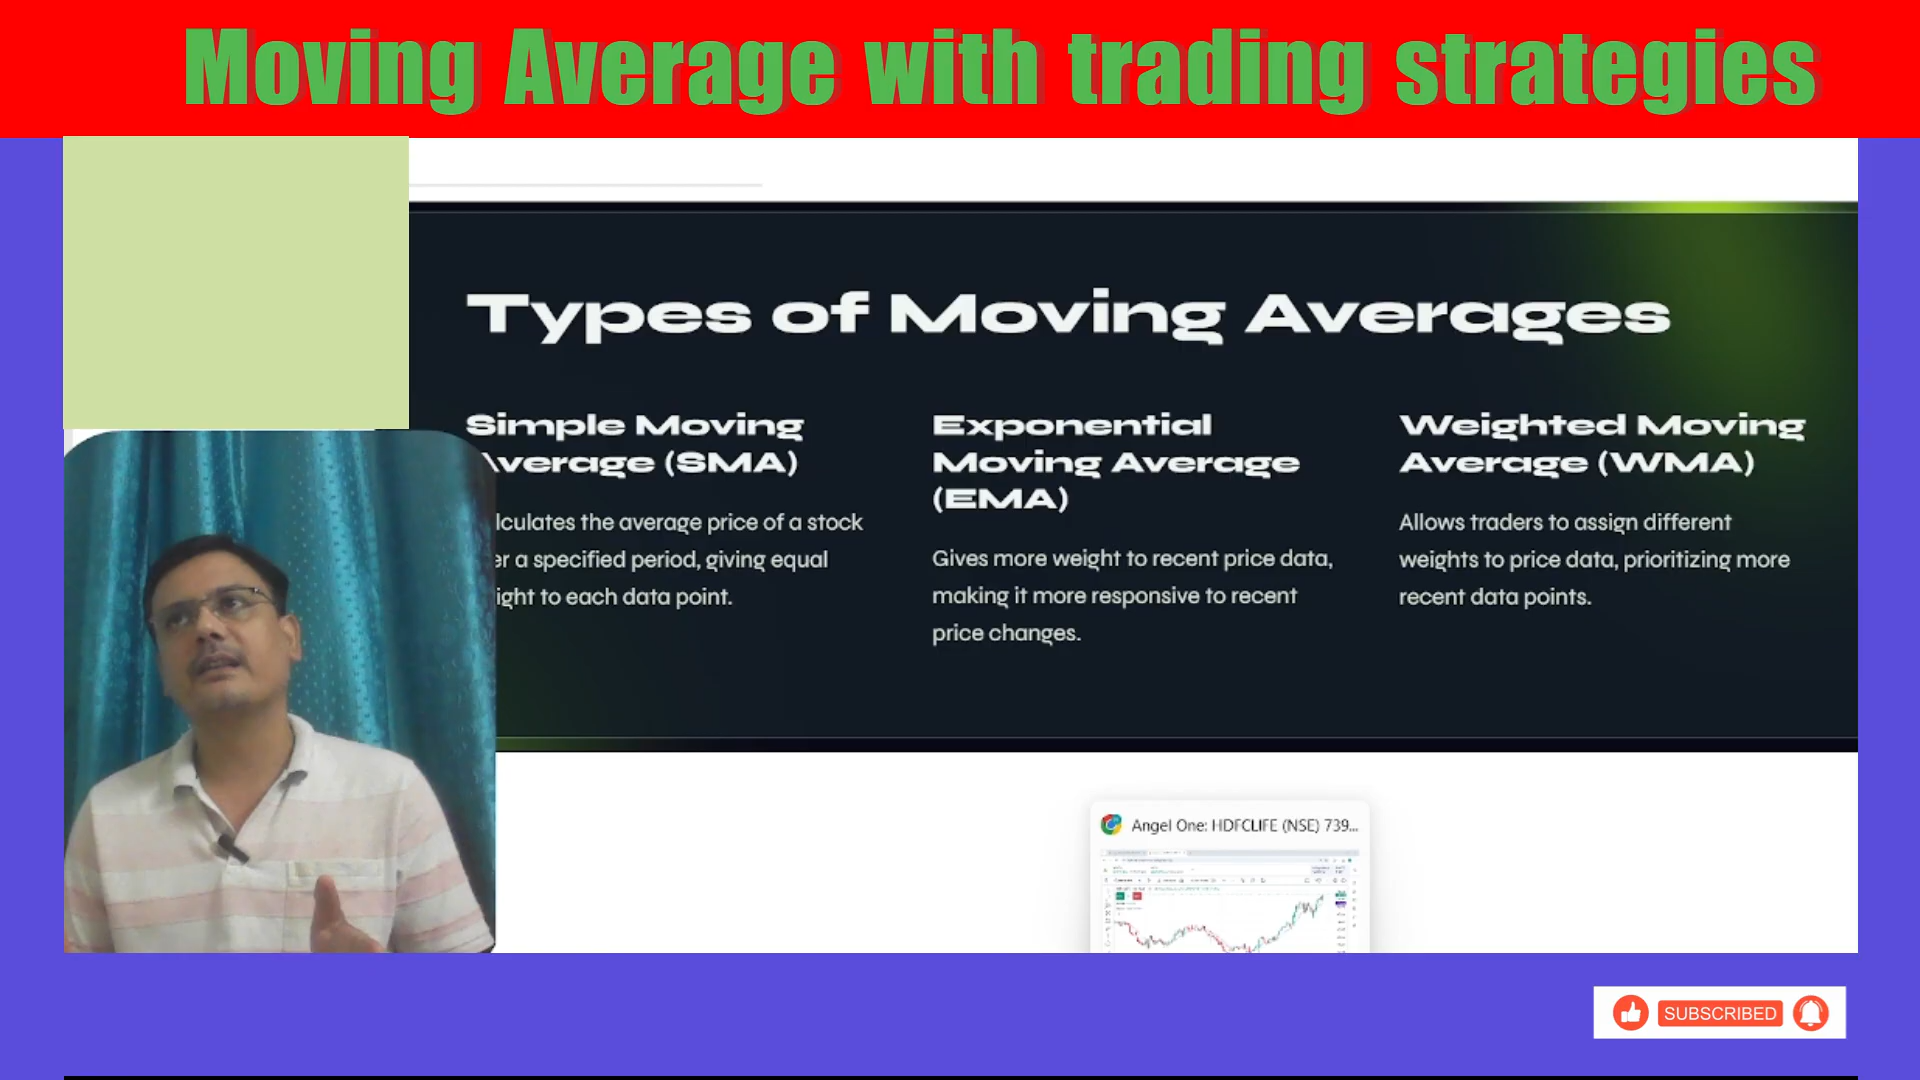 Moving Average with trading strategies
Types of Moving Averages
Simple Moving
Average (SMA)
lculates the average price of a stock
er a specified period, giving equal
ight to each data point.
Exponential
Moving Average
(EMA)
Gives more weight to recent price data,
making it more responsive to recent
price changes.
Weighted Moving
Average (WMA)
Allows traders to assign different
weights to price data, prioritizing more
recent data points.
Angel One: HDFCLIFE (NSE) 739...
SUBSCRIBED